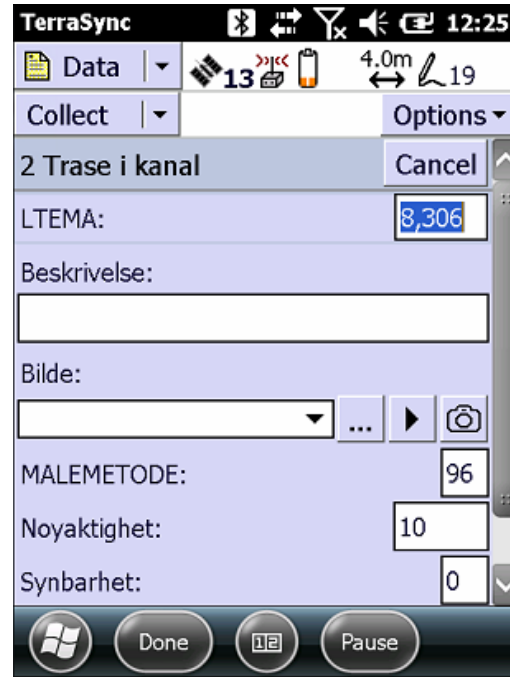 TerraSync 12:25
Data 13 4.0m 19
Collect Options
2 Trase i kanal Cancel
LTEMA: 8,306
Beskrivelse:
Bilde:
...
MALEMETODE: 96
Noyaktighet: 10
Synbarhet: 0
Done 12 Pause